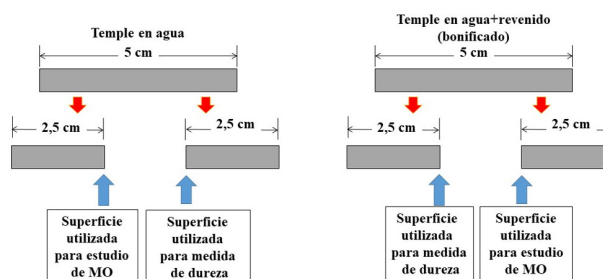 Temple en agua
5 cm
2,5 cm
2,5 cm
Superficie
utilizada
para estudio
de MO
Superficie
utilizada
para medida
de dureza
Temple en agua+revenido
(bonificado)
5 cm
2,5 cm
2,5 cm
Superficie
utilizada
para medida
de dureza
Superficie
utilizada
para estudio
de MO